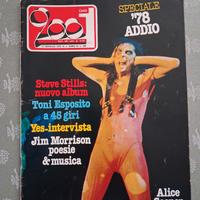 CIAO
2001
SPECIALE
'78
ADDIO
Steve Stills:
nuovo album
Toni Esposito
a 45 giri
Yes-intervista
Jim Morrison
poesie
& musica
Alice
Cooper